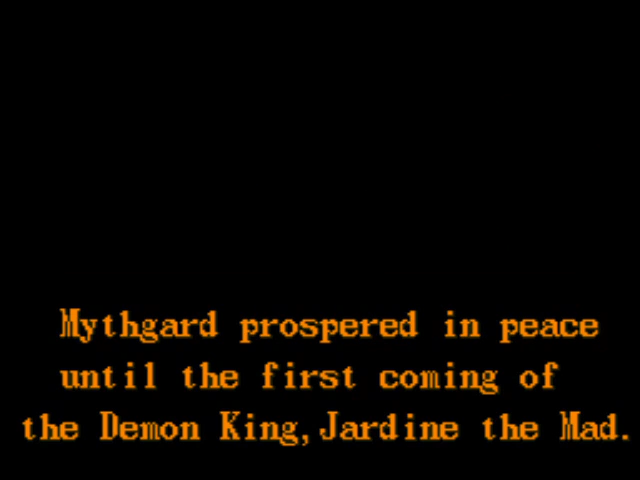 Mythgard prospered in peace
until the first coming of
the Demon King,Jardine the Mad.